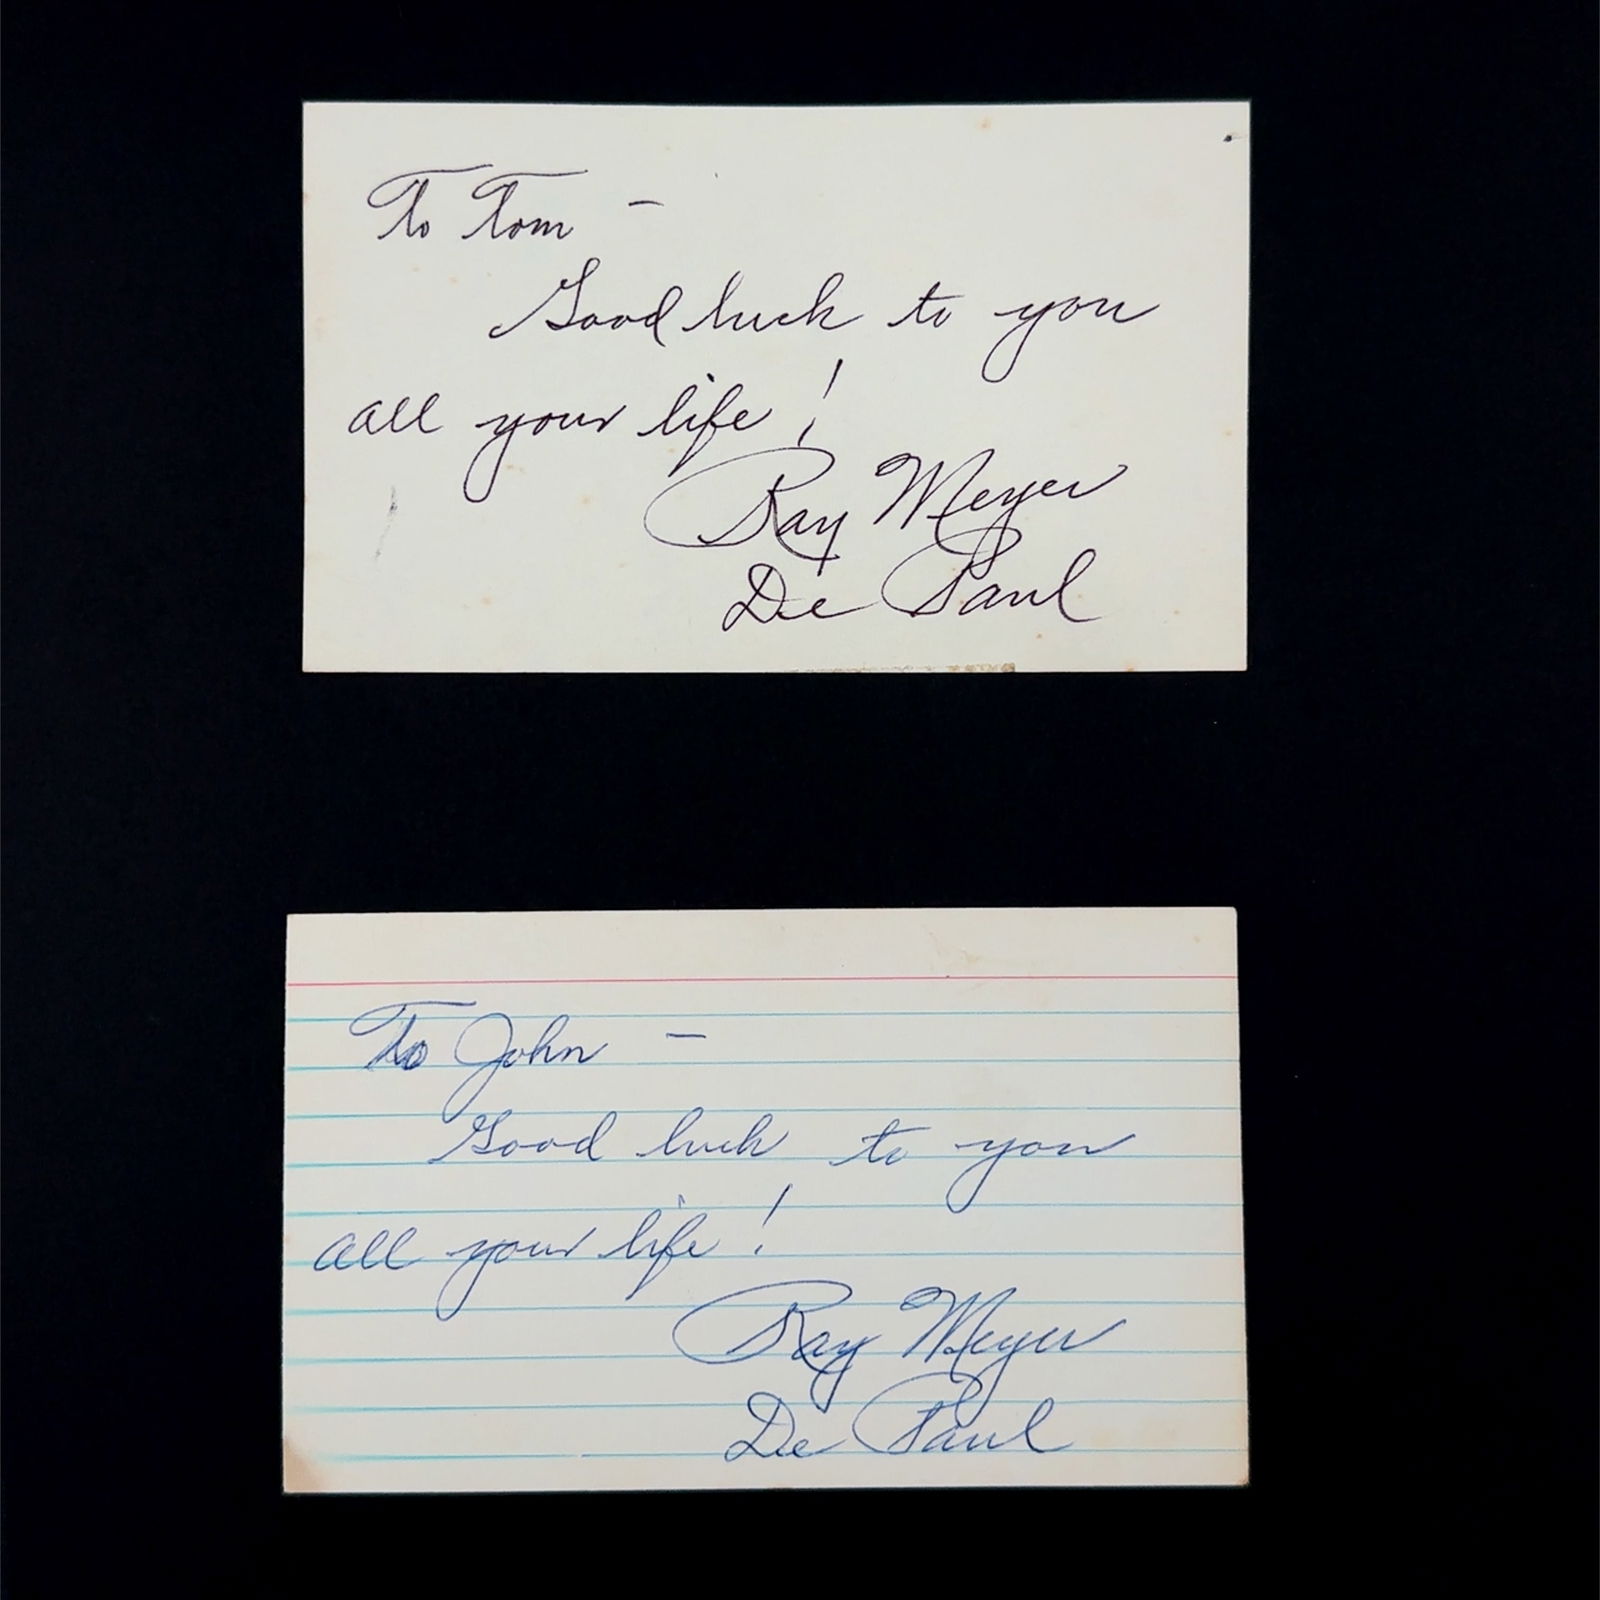 To Tom –
Good luck to you
all your life!
Ray Meyer
De Paul
To John –
Good luck to you
all your life!
Ray Meyer
De Paul